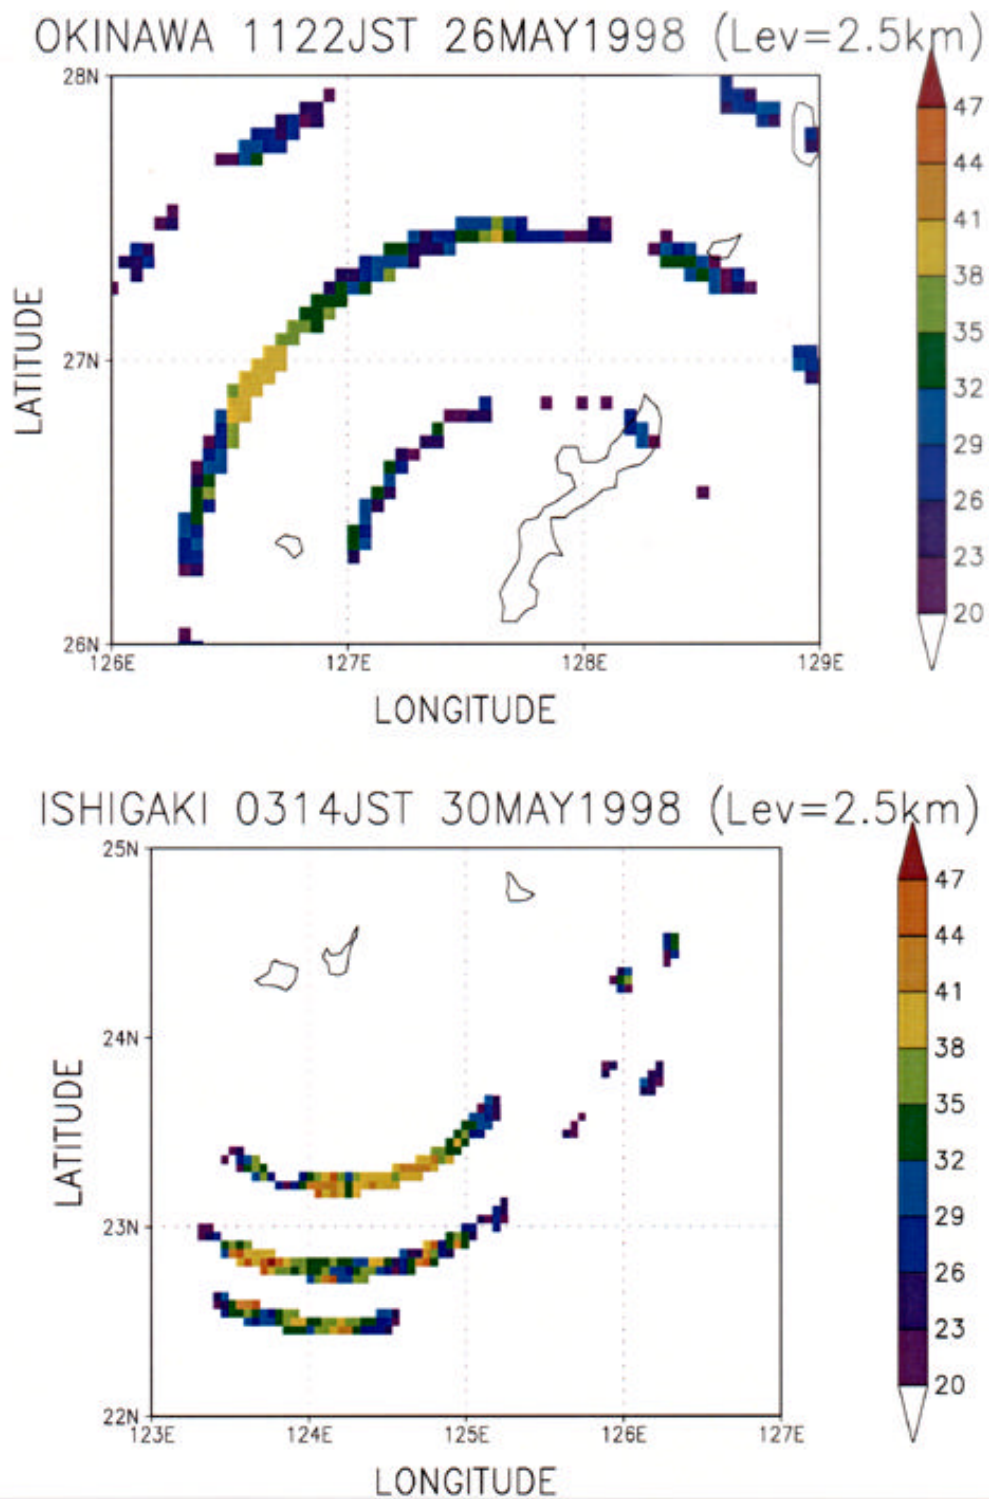 OKINAWA 1122JST 26MAY1998 (Lev=2.5km)
28N
27N
26N
LATITUDE
126E 127E 128E 129E
LONGITUDE
47
44
41
38
35
32
29
26
23
20
ISHIGAKI 0314JST 30MAY1998 (Lev=2.5km)
25N
24N
23N
22N
LATITUDE
123E 124E 125E 126E 127E
LONGITUDE
47
44
41
38
35
32
29
26
23
20